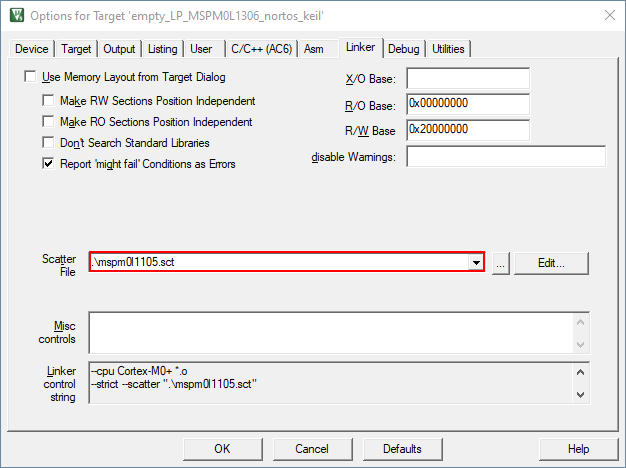 Options for Target 'empty_LP_MSPM0L1306_nortos_keil'
Device Target Output Listing User C/C++ (AC6) Asm Linker Debug Utilities
Use Memory Layout from Target Dialog
Make RW Sections Position Independent
Make RO Sections Position Independent
Don't Search Standard Libraries
Report 'might fail' Conditions as Errors
X/O Base:
R/O Base: 0x00000000
R/W Base 0x20000000
disable Warnings:
Scatter File .\mspm0l1105.sct ... Edit...
Misc controls
Linker control string
--cpu Cortex-M0+ *.o
--strict --scatter ".\mspm0l1105.sct"
OK Cancel Defaults Help